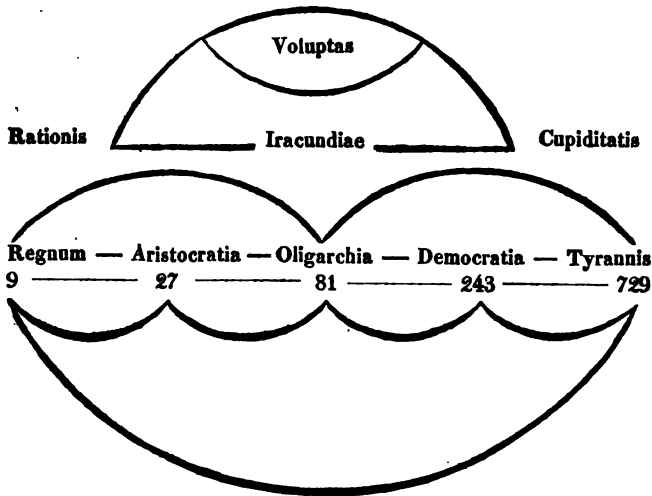 Voluptas
Rationis Iracundiae Cupiditatis
Regnum — Aristocratia — Oligarchia — Democratia — Tyrannis
9 — 27 — 81 — 243 — 729